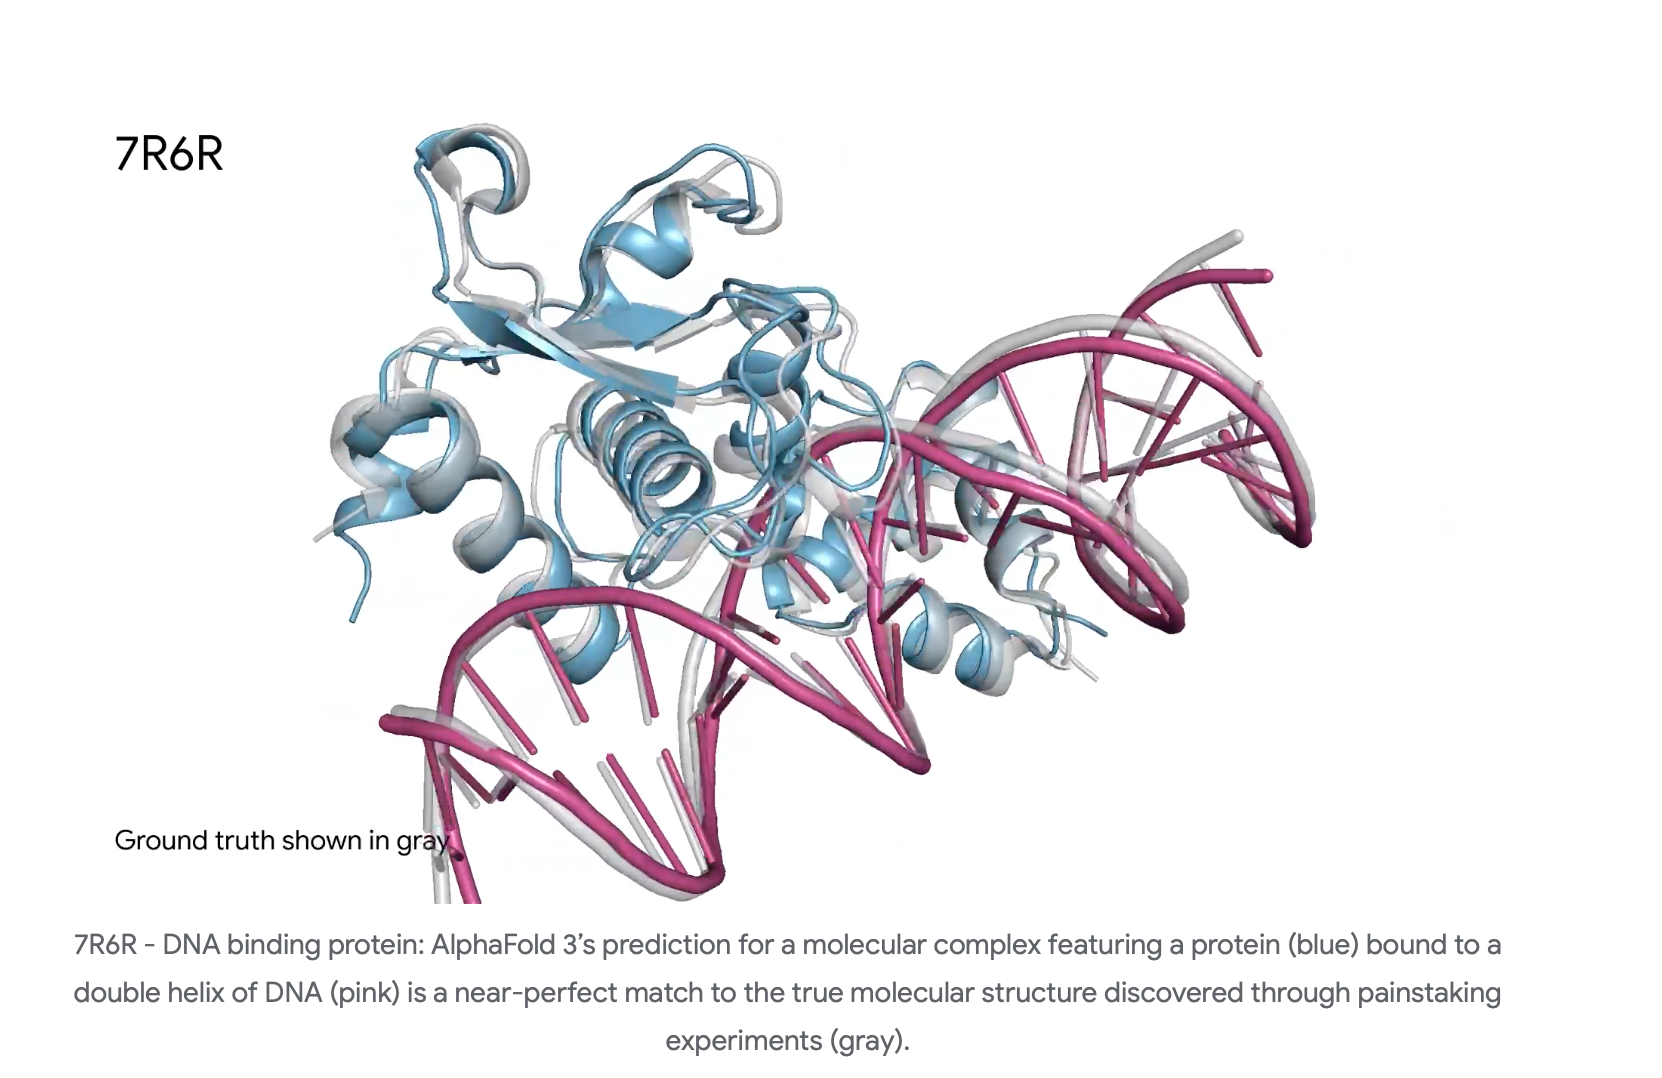 7R6R
Ground truth shown in gray
7R6R - DNA binding protein: AlphaFold 3’s prediction for a molecular complex featuring a protein (blue) bound to a
double helix of DNA (pink) is a near-perfect match to the true molecular structure discovered through painstaking
experiments (gray).